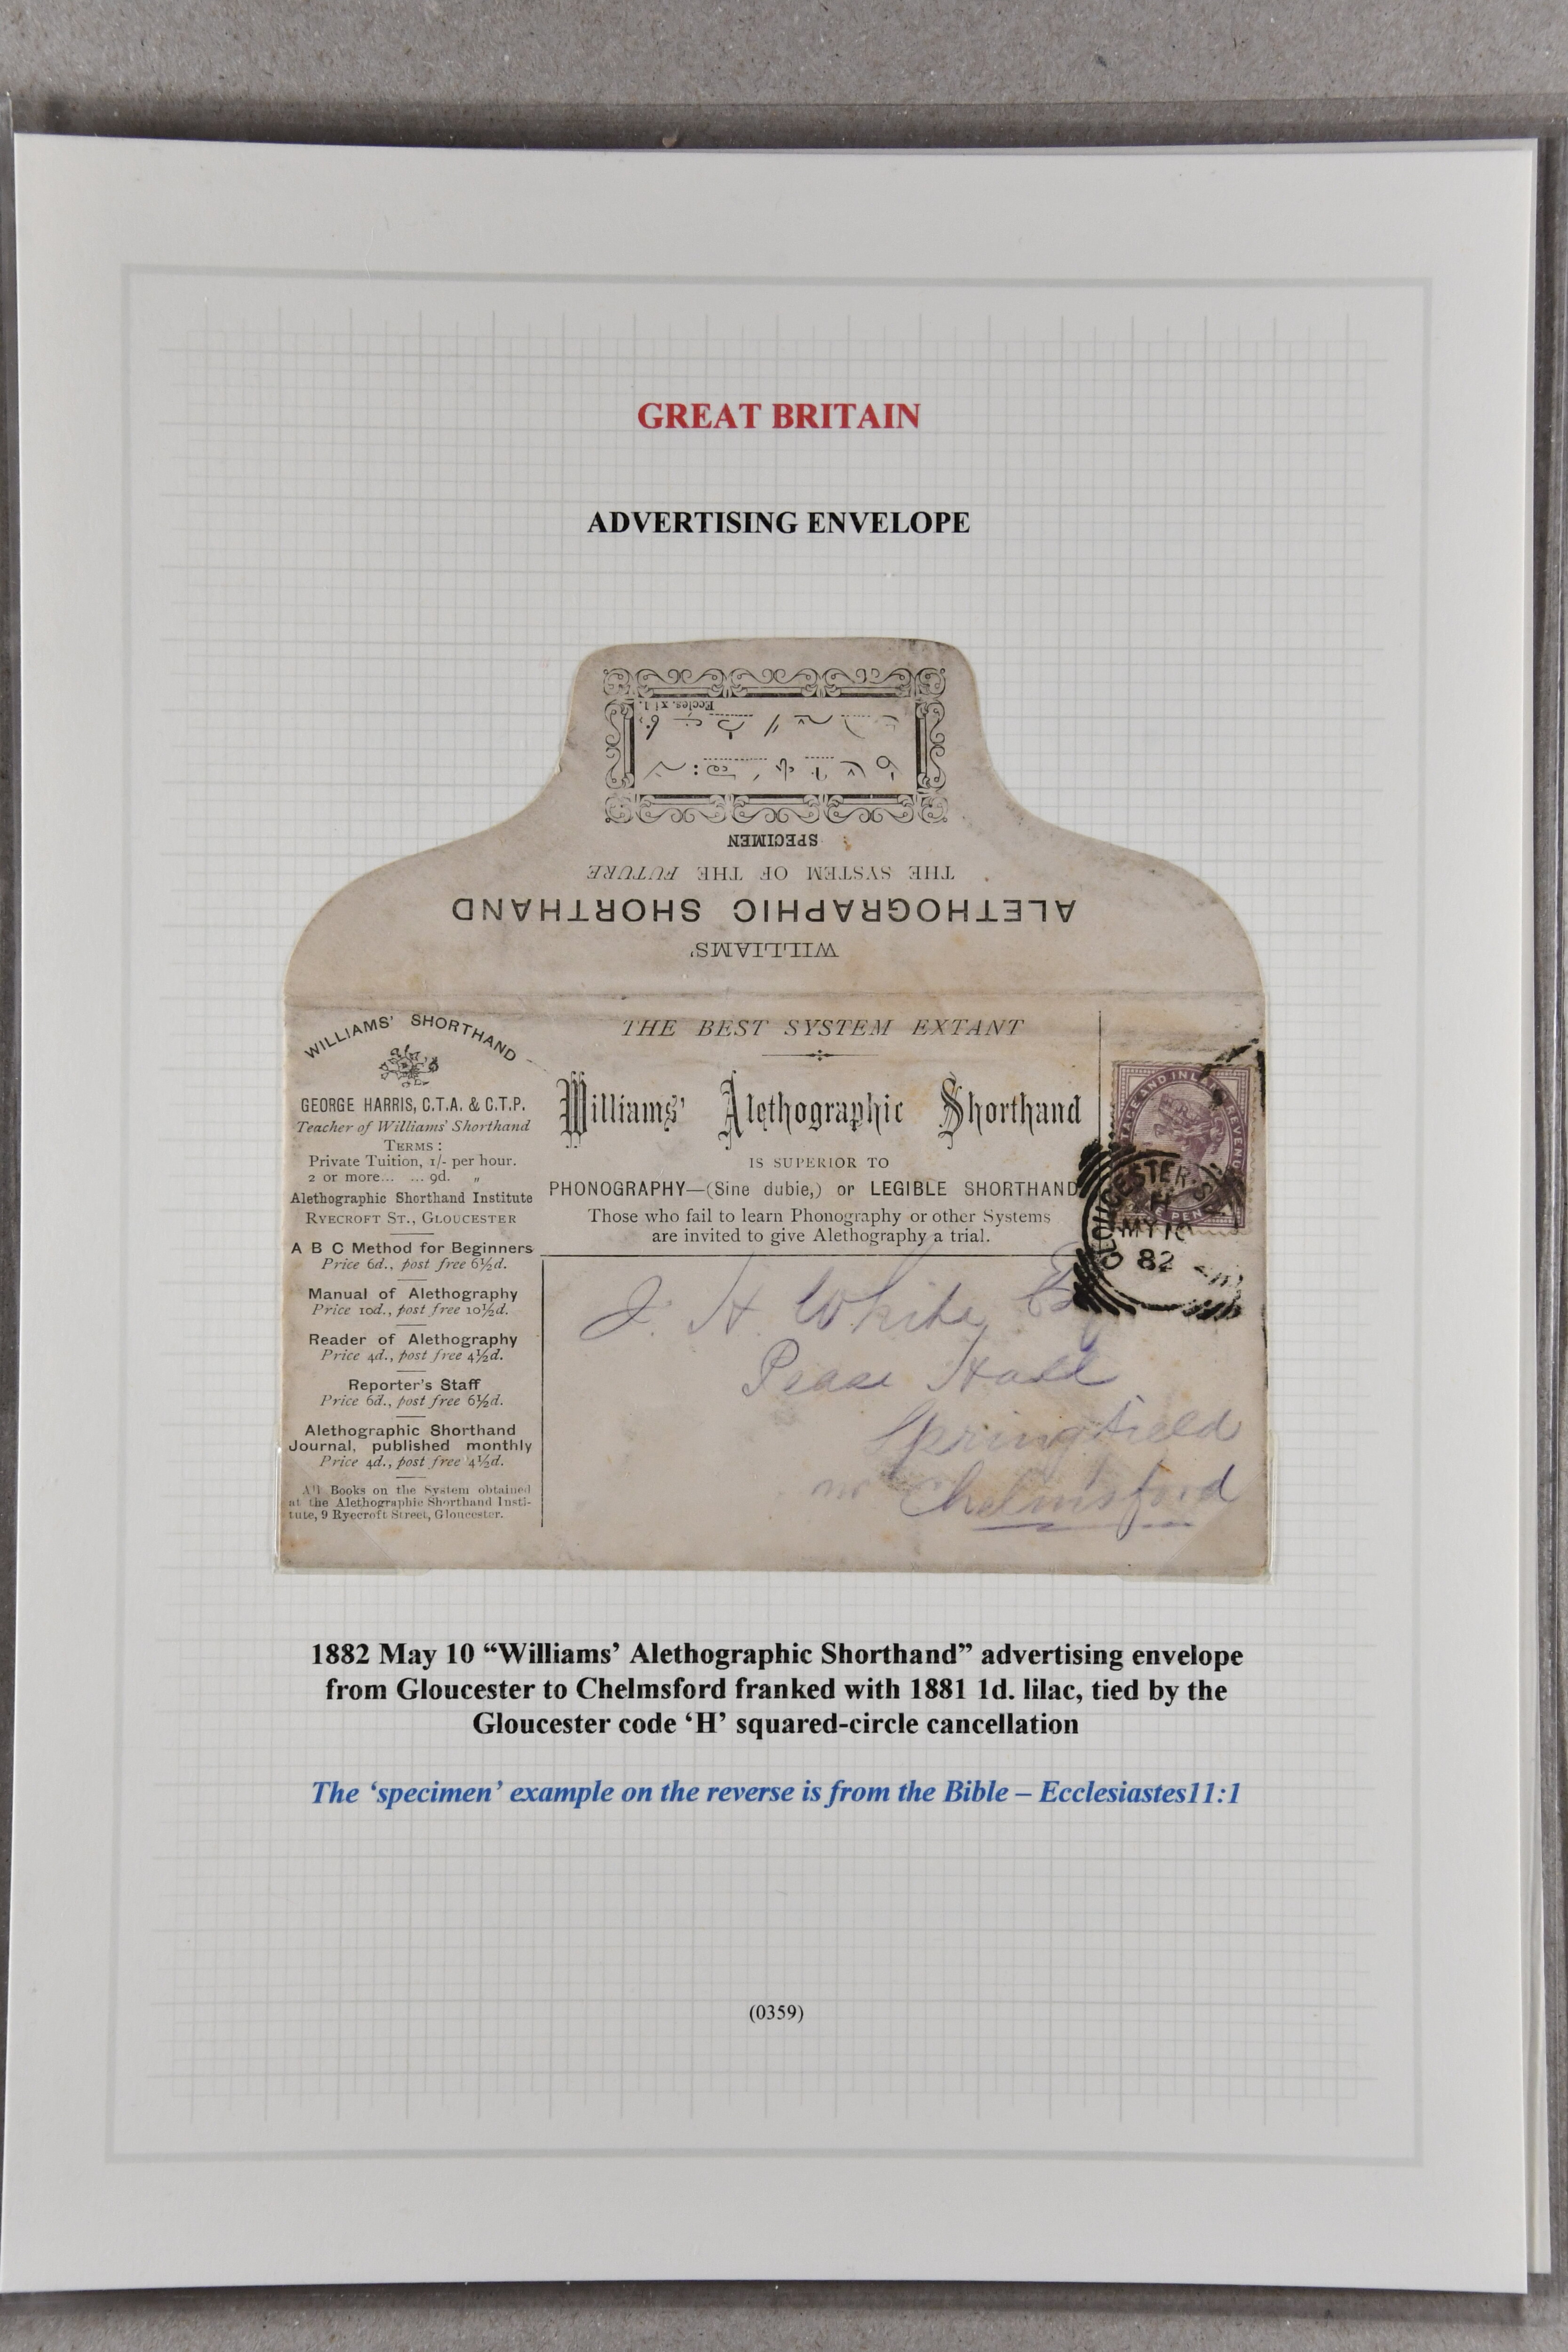 GREAT BRITAIN
ADVERTISING ENVELOPE
Eccles. xi 1.
SPECIMEN
THE SYSTEM OF THE FUTURE
ALETHOGRAPHIC SHORTHAND
WILLIAMS'
WILLIAMS' SHORTHAND
GEORGE HARRIS, C.T.A. & C.T.P.
Teacher of Williams' Shorthand
TERMS:
Private Tuition, 1/- per hour.
2 or more... ... 9d. „
Alethographic Shorthand Institute
RYECROFT ST., GLOUCESTER
A B C Method for Beginners
Price 6d., post free 6½d.
Manual of Alethography
Price 10d., post free 10½d.
Reader of Alethography
Price 4d., post free 4½d.
Reporter's Staff
Price 6d., post free 6½d.
Alethographic Shorthand
Journal, published monthly
Price 4d., post free 4½d.
All Books on the System obtained
at the Alethographic Shorthand Insti-
tute, 9 Ryecroft Street, Gloucester.
THE BEST SYSTEM EXTANT
Williams' Alethographic Shorthand
IS SUPERIOR TO
PHONOGRAPHY—(Sine dubie,) or LEGIBLE SHORTHAND
Those who fail to learn Phonography or other Systems
are invited to give Alethography a trial.
AND INLAND REVENUE
GLOUCESTER
H
MY 10
82
J. H. White, Esq
Pease Hall
Springfield
nr Chelmsford
1882 May 10 “Williams’ Alethographic Shorthand” advertising envelope
from Gloucester to Chelmsford franked with 1881 1d. lilac, tied by the
Gloucester code ‘H’ squared-circle cancellation
The ‘specimen’ example on the reverse is from the Bible – Ecclesiastes11:1
(0359)